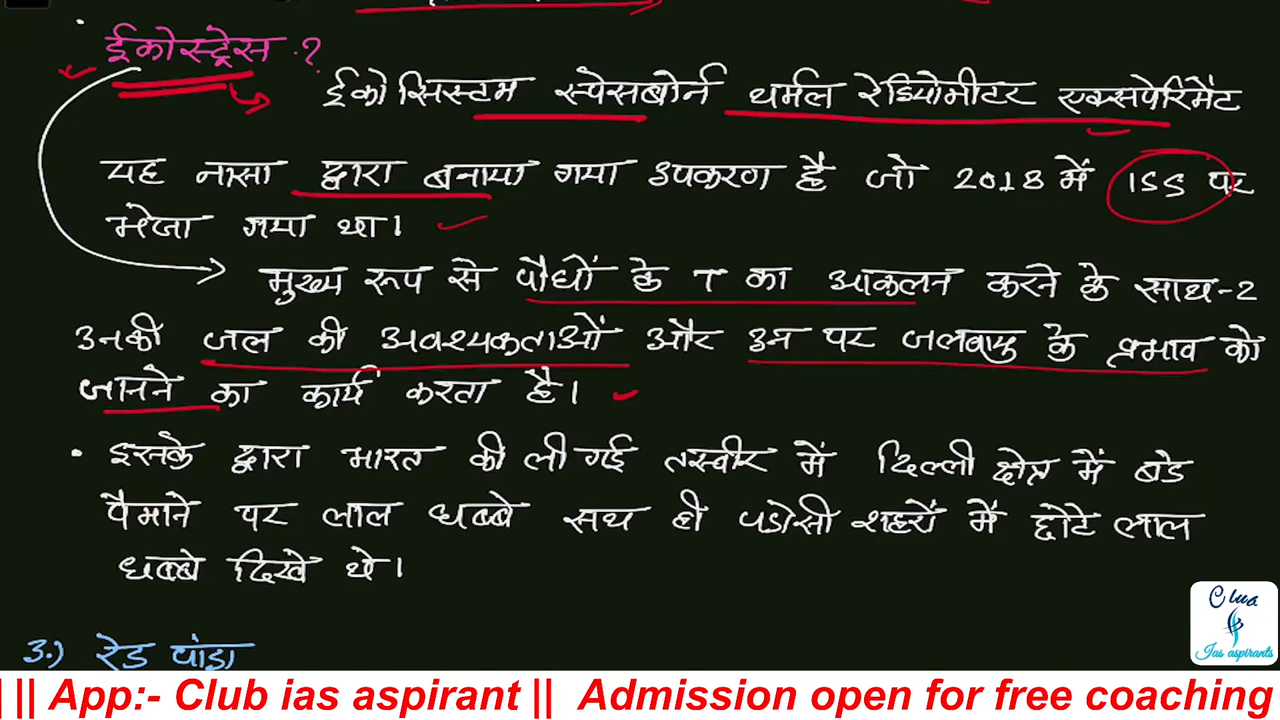 ईकोस्ट्रेस ?
ईको सिस्टम स्पेसबोर्न थर्मल रेडियोमीटर एक्सपेरिमेंट
यह नासा द्वारा बनाया गया उपकरण है जो 2018 में ISS पर
भेजा गया था।
मुख्य रूप से पौधों के T का आकलन करने के साथ-2
उनकी जल की अवश्यकताओं और उन पर जलवायु के प्रभाव को
जानने का कार्य करता है।
• इसके द्वारा भारत की ली गई तस्वीर में दिल्ली क्षेत्र में बडे
पैमाने पर लाल धब्बे सथ ही पडोसी शहरों में छोटे लाल
धब्बे दिखे थे।
3.) रेड पांडा
Club
Ias aspirants
|| App:- Club ias aspirant || Admission open for free coaching